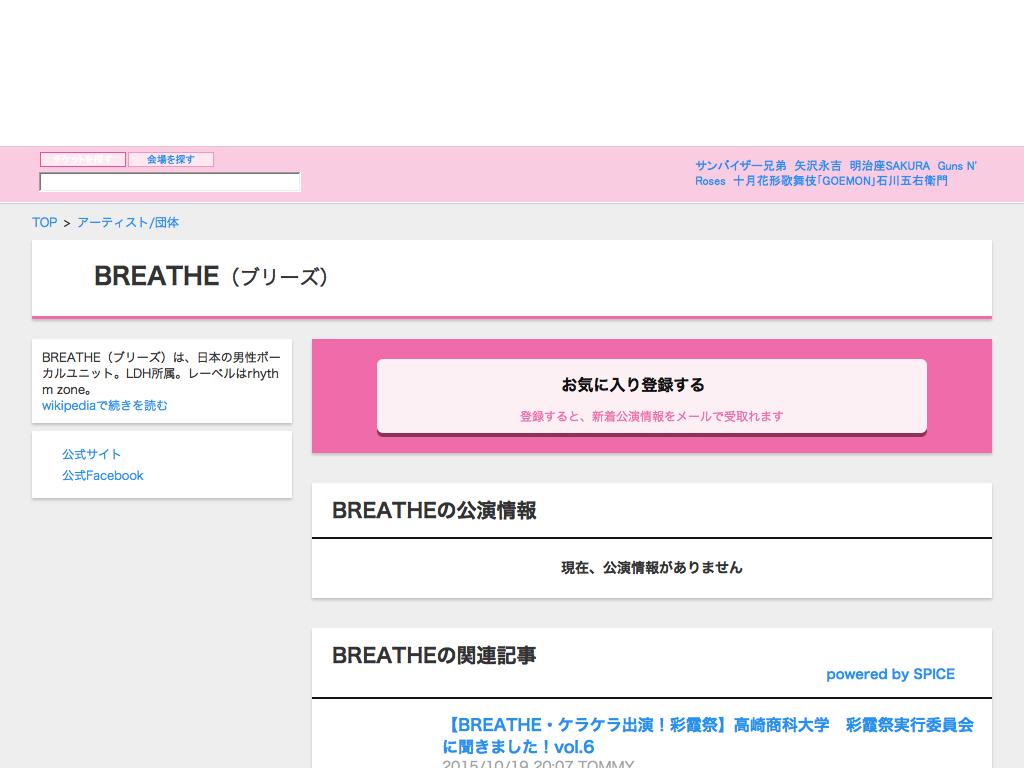 チケットを探す 会場を探す
サンバイザー兄弟 矢沢永吉 明治座SAKURA Guns N'
Roses 十月花形歌舞伎「GOEMON」石川五右衛門
TOP > アーティスト/団体
BREATHE（ブリーズ）
BREATHE（ブリーズ）は、日本の男性ボー
カルユニット。LDH所属。レーベルはrhyth
m zone。
wikipediaで続きを読む
公式サイト
公式Facebook
お気に入り登録する
登録すると、新着公演情報をメールで受取れます
BREATHEの公演情報
現在、公演情報がありません
BREATHEの関連記事
powered by SPICE
【BREATHE・ケラケラ出演！彩霞祭】高崎商科大学　彩霞祭実行委員会
に聞きました！vol.6
2015/10/19 20:07 TOMMY